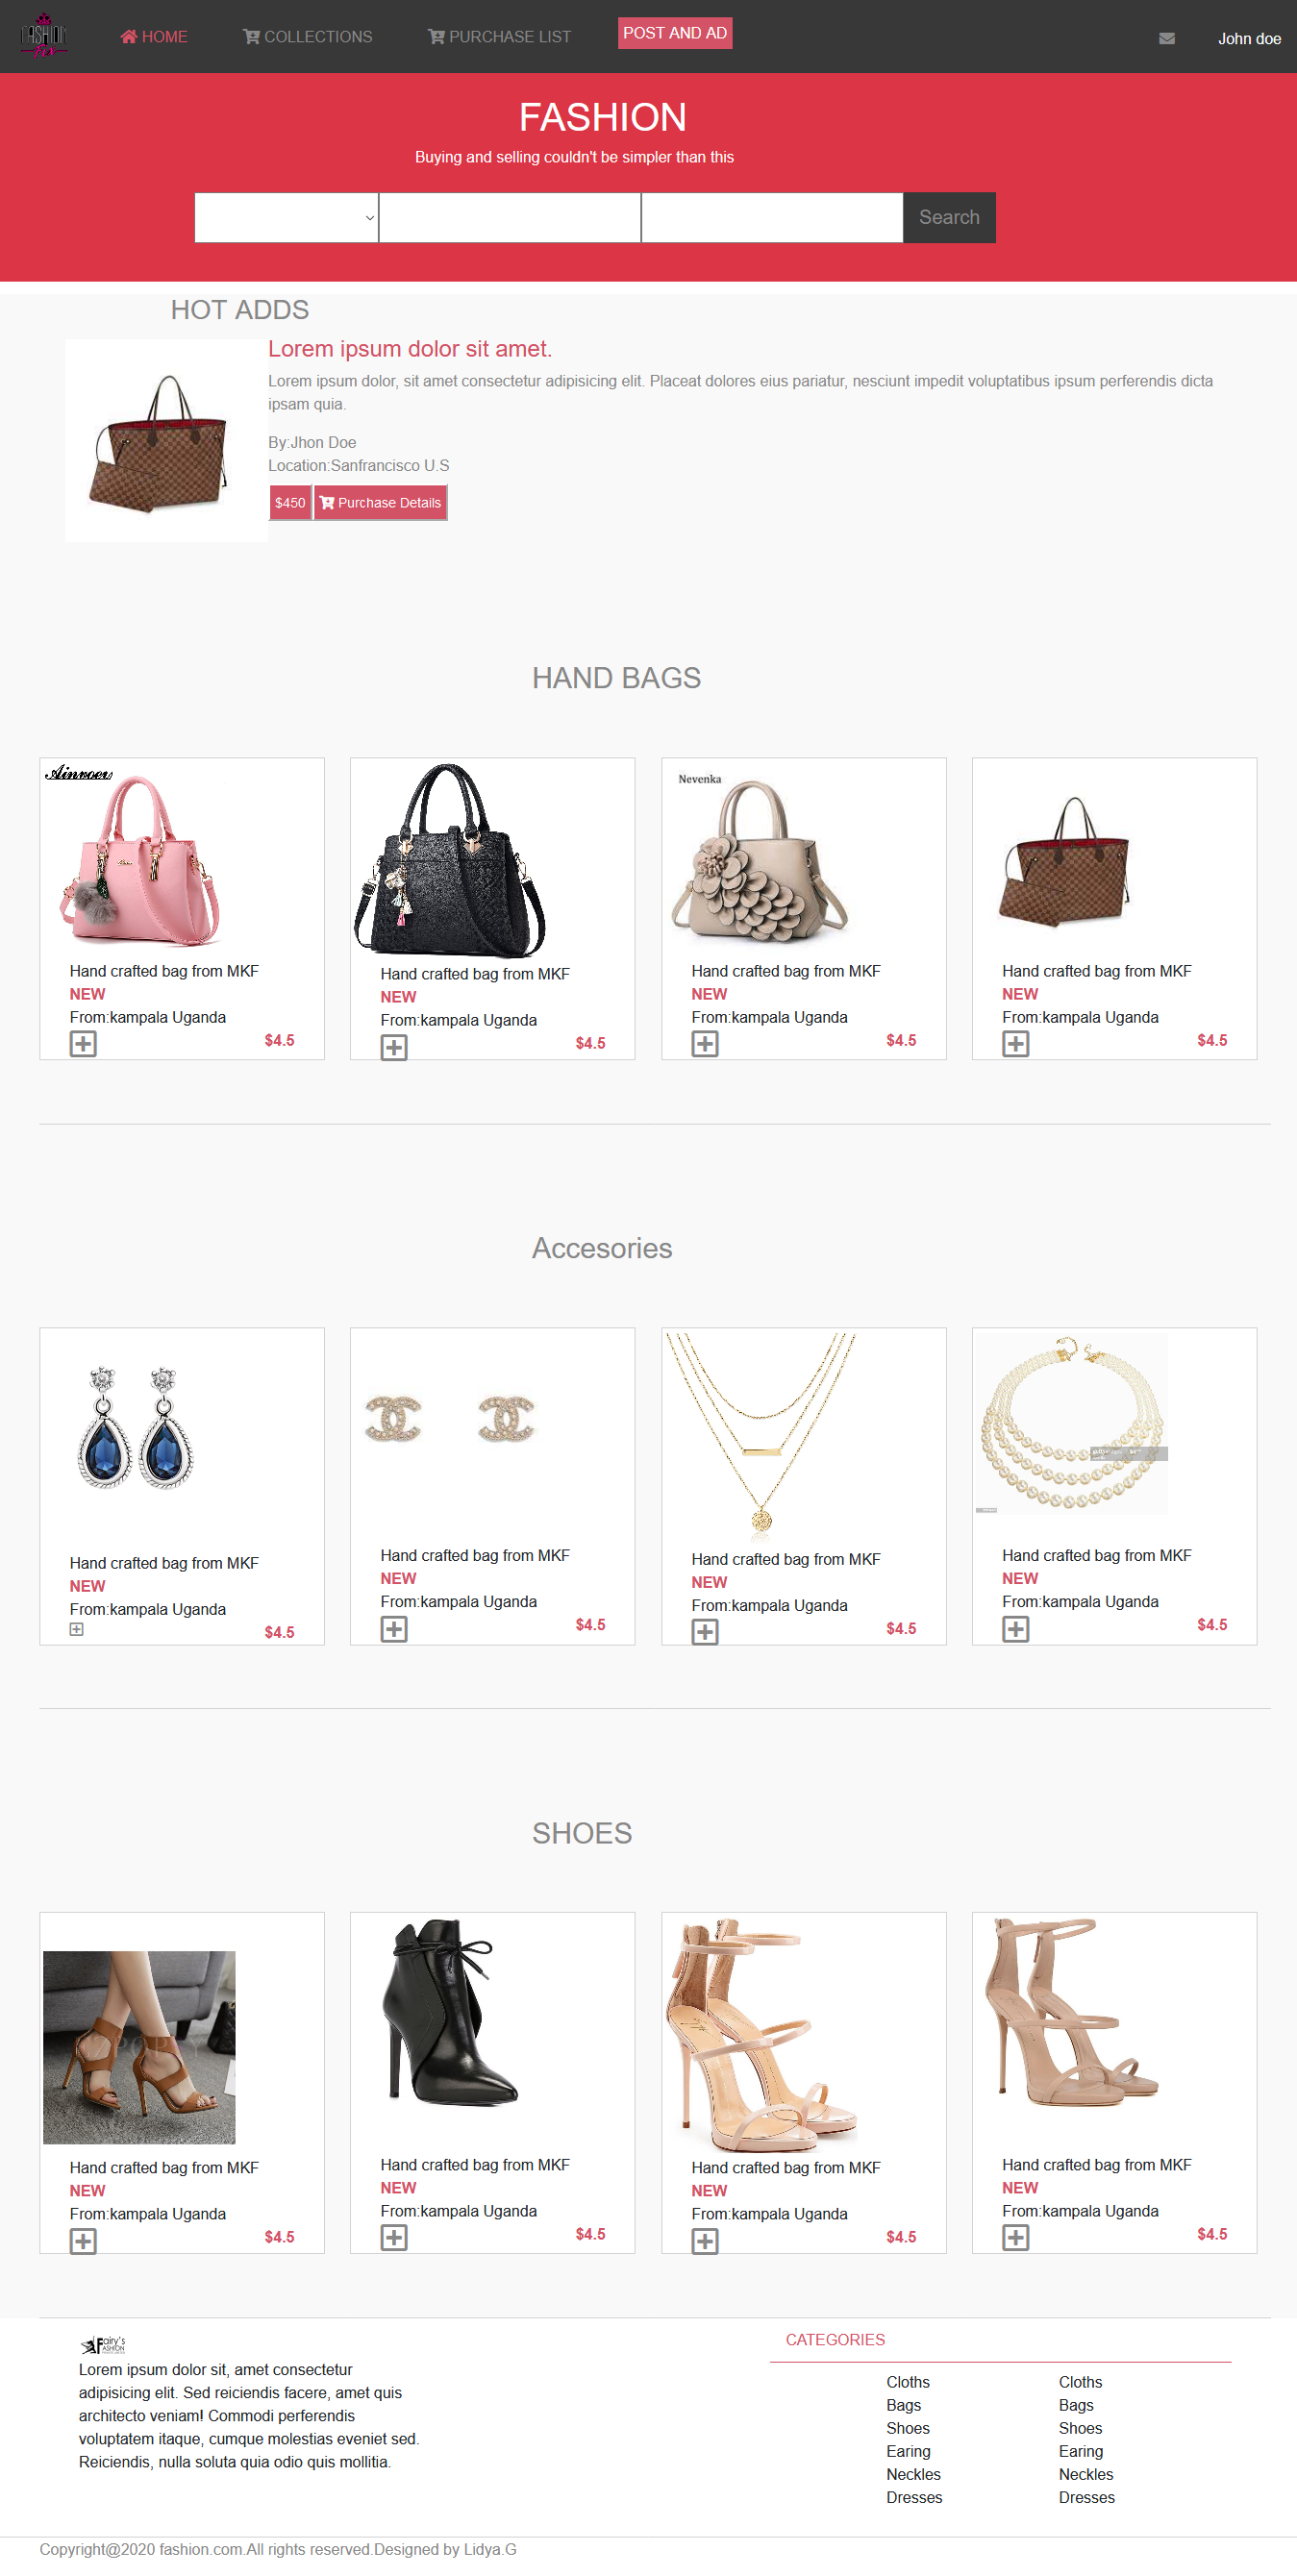 FASHION
HOME
COLLECTIONS
PURCHASE LIST
POST AND AD
John doe
FASHION
Buying and selling couldn't be simpler than this
Search
HOT ADDS
Lorem ipsum dolor sit amet.
Lorem ipsum dolor, sit amet consectetur adipisicing elit. Placeat dolores eius pariatur, nesciunt impedit voluptatibus ipsum perferendis dicta
ipsam quia.
By:Jhon Doe
Location:Sanfrancisco U.S
$450
Purchase Details
HAND BAGS
Ainvoev
Hand crafted bag from MKF
NEW
From:kampala Uganda
$4.5
Hand crafted bag from MKF
NEW
From:kampala Uganda
$4.5
Nevenka
Hand crafted bag from MKF
NEW
From:kampala Uganda
$4.5
Hand crafted bag from MKF
NEW
From:kampala Uganda
$4.5
Accesories
Hand crafted bag from MKF
NEW
From:kampala Uganda
$4.5
Hand crafted bag from MKF
NEW
From:kampala Uganda
$4.5
Hand crafted bag from MKF
NEW
From:kampala Uganda
$4.5
Hand crafted bag from MKF
NEW
From:kampala Uganda
$4.5
SHOES
Hand crafted bag from MKF
NEW
From:kampala Uganda
$4.5
Hand crafted bag from MKF
NEW
From:kampala Uganda
$4.5
Hand crafted bag from MKF
NEW
From:kampala Uganda
$4.5
Hand crafted bag from MKF
NEW
From:kampala Uganda
$4.5
Fairy's
FASHION
Lorem ipsum dolor sit, amet consectetur
adipisicing elit. Sed reiciendis facere, amet quis
architecto veniam! Commodi perferendis
voluptatem itaque, cumque molestias eveniet sed.
Reiciendis, nulla soluta quia odio quis mollitia.
CATEGORIES
Cloths
Bags
Shoes
Earing
Neckles
Dresses
Cloths
Bags
Shoes
Earing
Neckles
Dresses
Copyright@2020 fashion.com.All rights reserved.Designed by Lidya.G